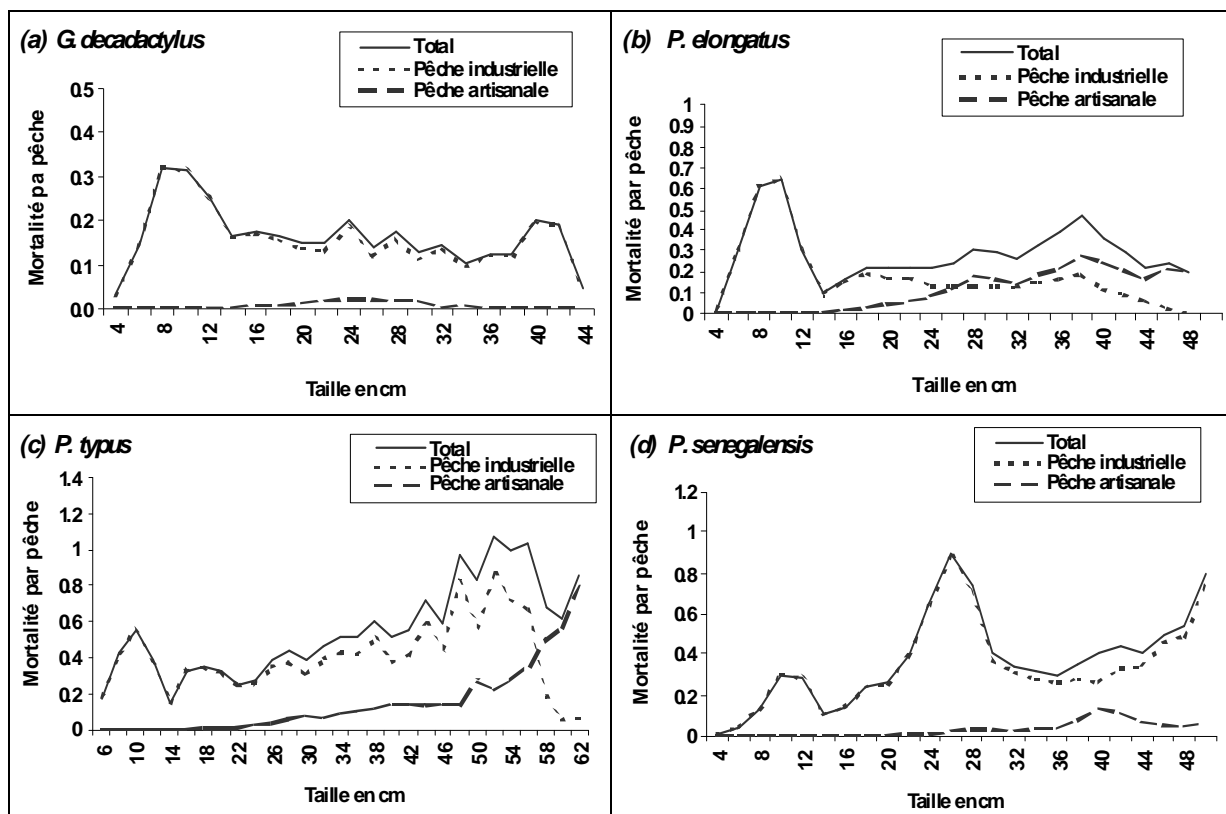 (a) G. decadactylus
Total
Pêche industrielle
Pêche artisanale
Mortalité pa pêche
0.5
0.4
0.3
0.2
0.1
0.0
4 8 12 16 20 24 28 32 36 40 44
Taille en cm
(b) P. elongatus
Total
Pêche industrielle
Pêche artisanale
Mortalité par pêche
1
0.9
0.8
0.7
0.6
0.5
0.4
0.3
0.2
0.1
0
4 8 12 16 20 24 28 32 36 40 44 48
Taille en cm
(c) P. typus
Total
Pêche industrielle
Pêche artisanale
Mortalité par pêche
1.4
1.2
1
0.8
0.6
0.4
0.2
0
6 10 14 18 22 26 30 34 38 42 46 50 54 58 62
Taille en cm
(d) P. senegalensis
Total
Pêche industrielle
Pêche artisanale
Mortalité par pêche
1.2
1
0.8
0.6
0.4
0.2
0
4 8 12 16 20 24 28 32 36 40 44 48
Taille en cm